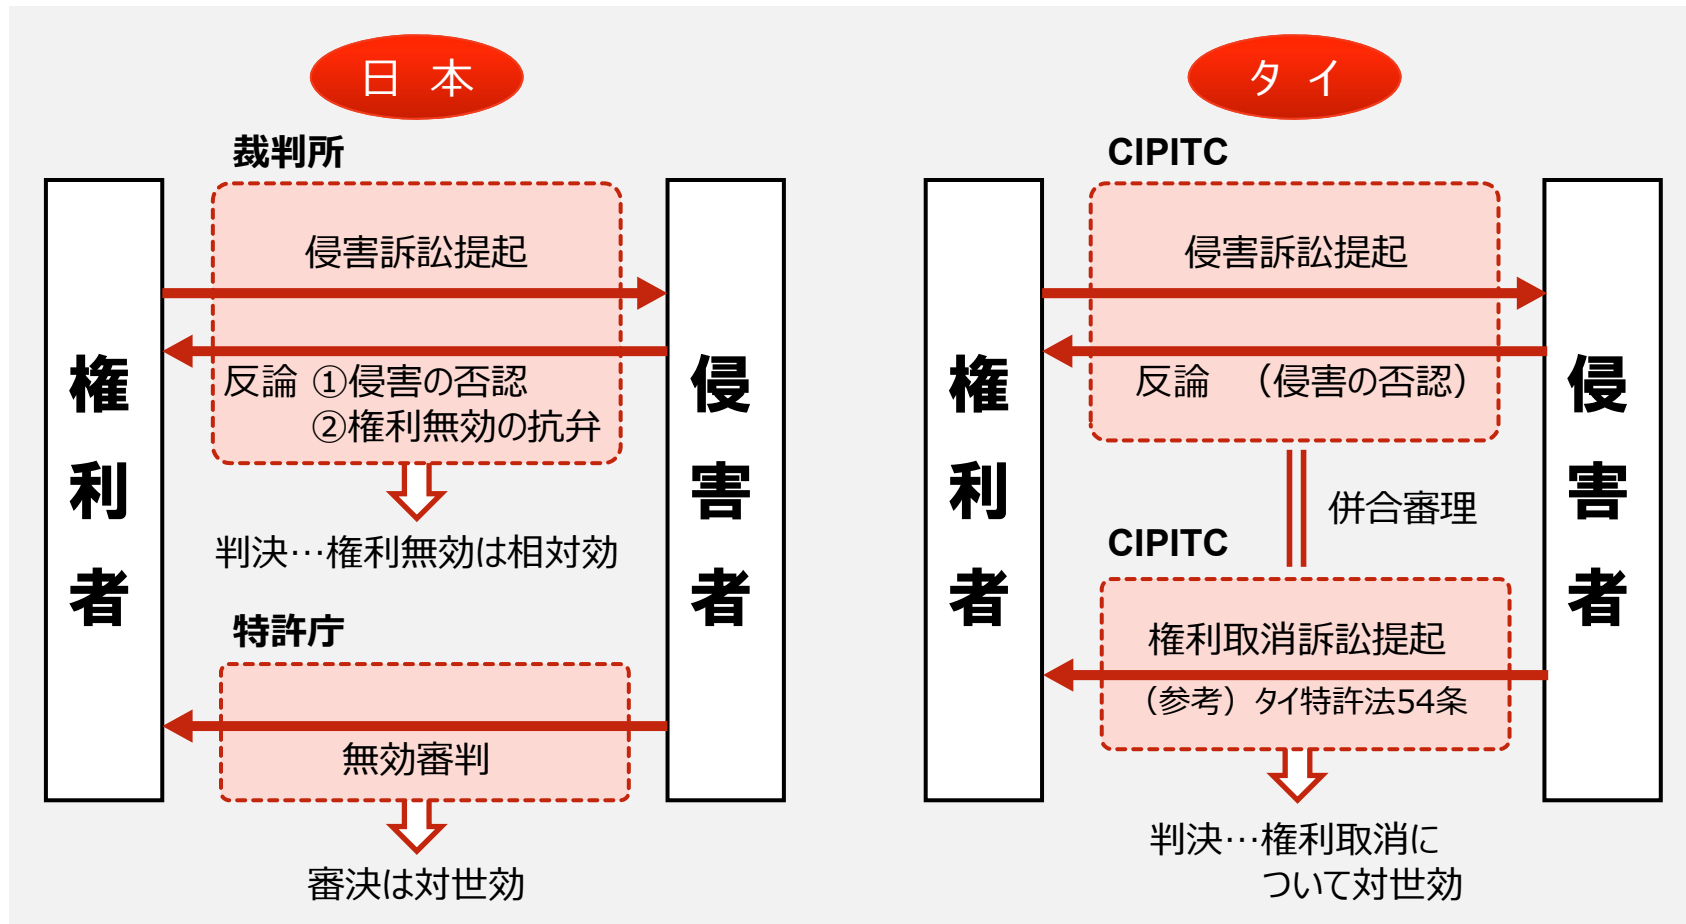 日 本
裁判所
権利者
侵害訴訟提起
反論 ①侵害の否認
②権利無効の抗弁
侵害者
判決…権利無効は相対効
特許庁
無効審判
審決は対世効
タ イ
CIPITC
権利者
侵害訴訟提起
反論 （侵害の否認）
侵害者
併合審理
CIPITC
権利取消訴訟提起
（参考）タイ特許法54条
判決…権利取消に
ついて対世効